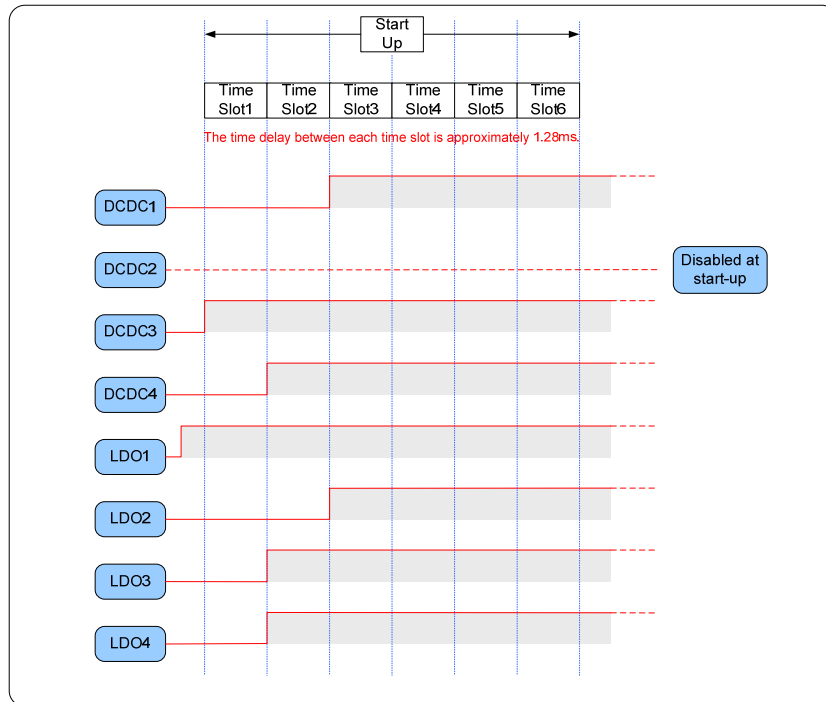 Start
Up
Time
Slot1
Time
Slot2
Time
Slot3
Time
Slot4
Time
Slot5
Time
Slot6
The time delay between each time slot is approximately 1.28ms.
DCDC1
DCDC2
Disabled at
start-up
DCDC3
DCDC4
LDO1
LDO2
LDO3
LDO4